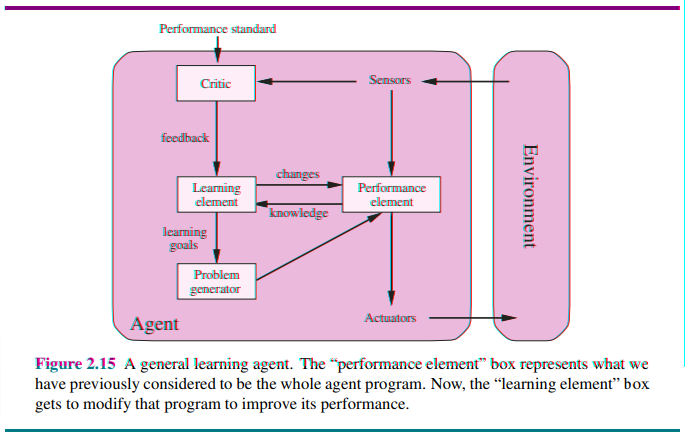 Performance standard
Critic
Sensors
feedback
changes
Learning
element
Performance
element
knowledge
learning
goals
Problem
generator
Agent
Actuators
Environment
Figure 2.15 A general learning agent. The “performance element” box represents what we
have previously considered to be the whole agent program. Now, the “learning element” box
gets to modify that program to improve its performance.